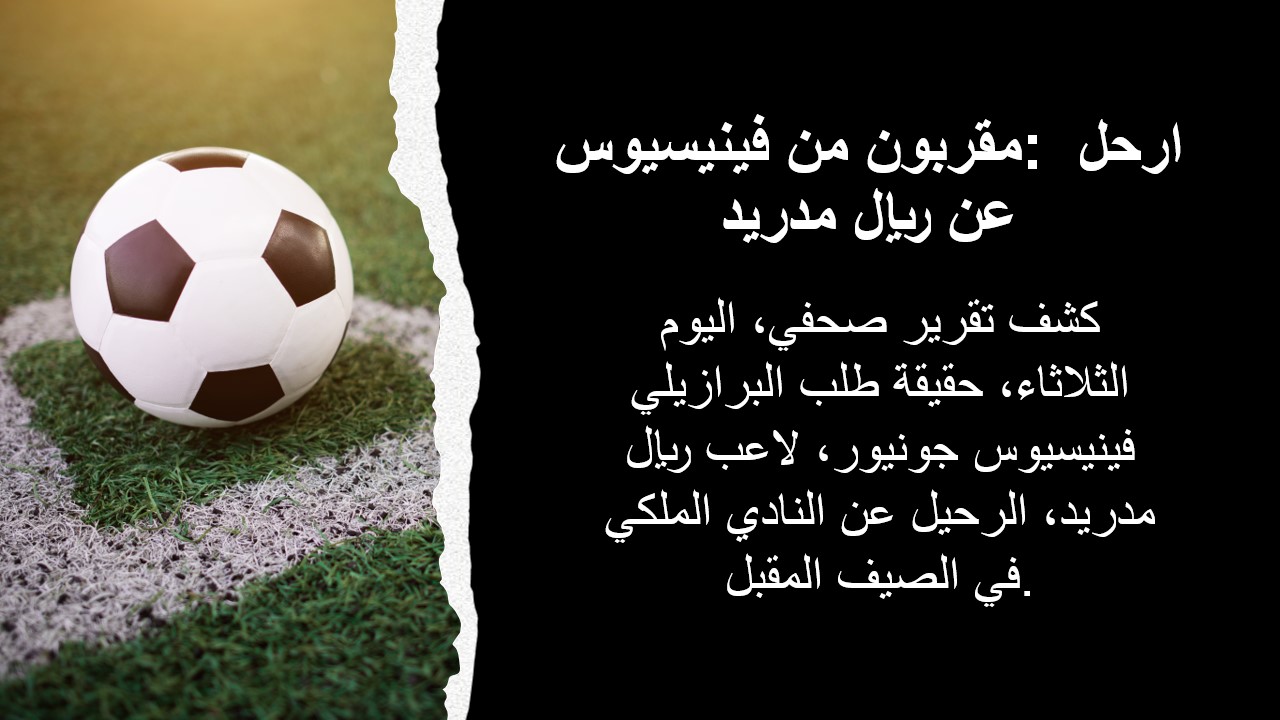 مقربون من فينيسيوس: ارحل
عن ريال مدريد
كشف تقرير صحفي، اليوم
الثلاثاء، حقيقة طلب البرازيلي
فينيسيوس جونيور، لاعب ريال
مدريد، الرحيل عن النادي الملكي
في الصيف المقبل.